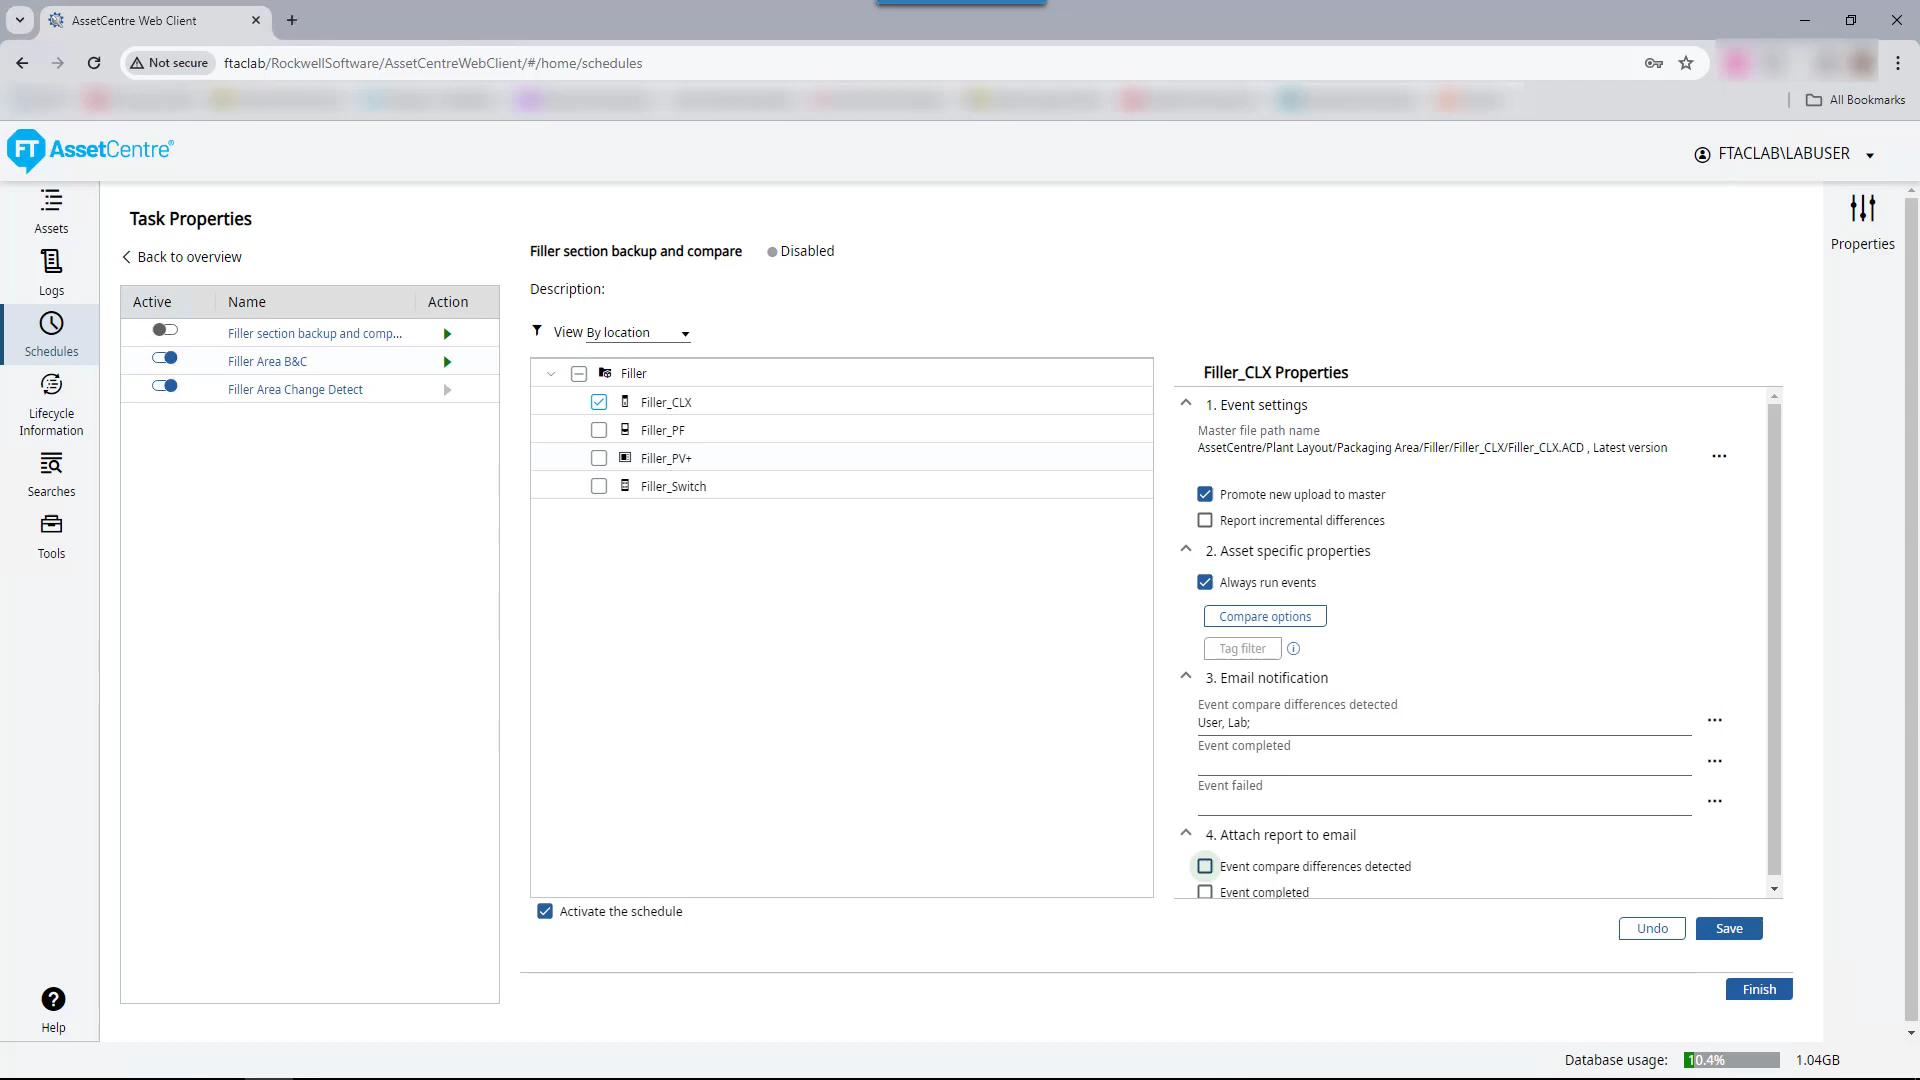 AssetCentre Web Client
Not secure
ftaclab/RockwellSoftware/AssetCentreWebClient/#/home/schedules
All Bookmarks
FT AssetCentre®
FTACLAB\LABUSER
Assets
Logs
Schedules
Lifecycle
Information
Searches
Tools
Help
Task Properties
Back to overview
Active Name Action
Filler section backup and comp...
Filler Area B&C
Filler Area Change Detect
Filler section backup and compare Disabled
Description:
View By location
Filler
Filler_CLX
Filler_PF
Filler_PV+
Filler_Switch
Activate the schedule
Filler_CLX Properties
1. Event settings
Master file path name
AssetCentre/Plant Layout/Packaging Area/Filler/Filler_CLX/Filler_CLX.ACD , Latest version
...
Promote new upload to master
Report incremental differences
2. Asset specific properties
Always run events
Compare options
Tag filter
3. Email notification
Event compare differences detected
User, Lab;
...
Event completed
...
Event failed
...
4. Attach report to email
Event compare differences detected
Event completed
Undo Save
Finish
Properties
Database usage: 10.4% 1.04GB